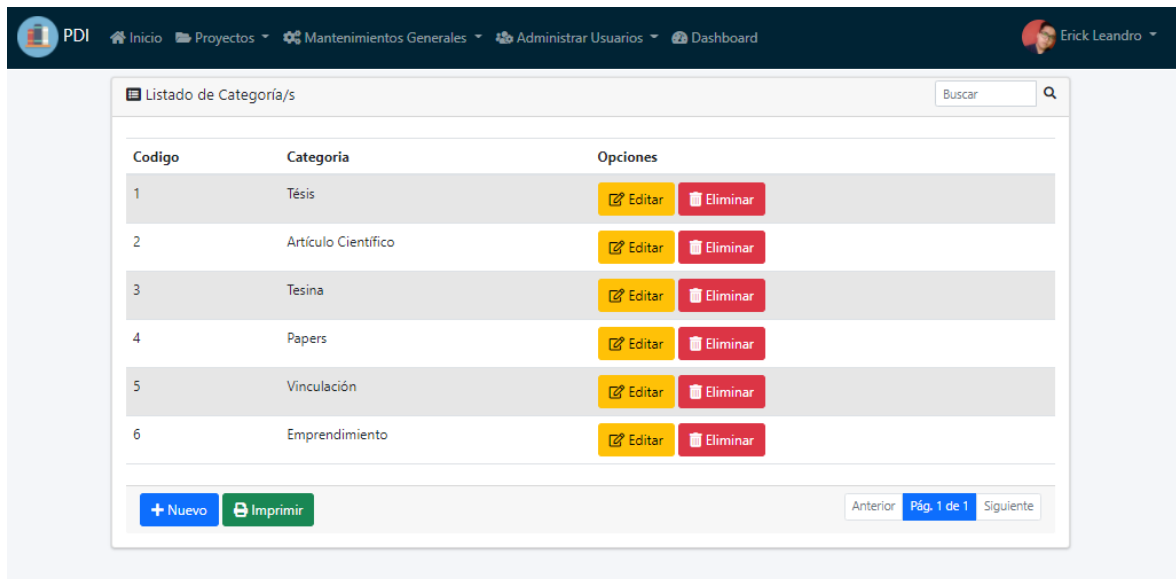 PDI Inicio Proyectos Mantenimientos Generales Administrar Usuarios Dashboard Erick Leandro
Listado de Categoría/s Buscar
Codigo Categoria Opciones
1 Tésis Editar Eliminar
2 Artículo Científico Editar Eliminar
3 Tesina Editar Eliminar
4 Papers Editar Eliminar
5 Vinculación Editar Eliminar
6 Emprendimiento Editar Eliminar
+ Nuevo Imprimir Anterior Pág. 1 de 1 Siguiente